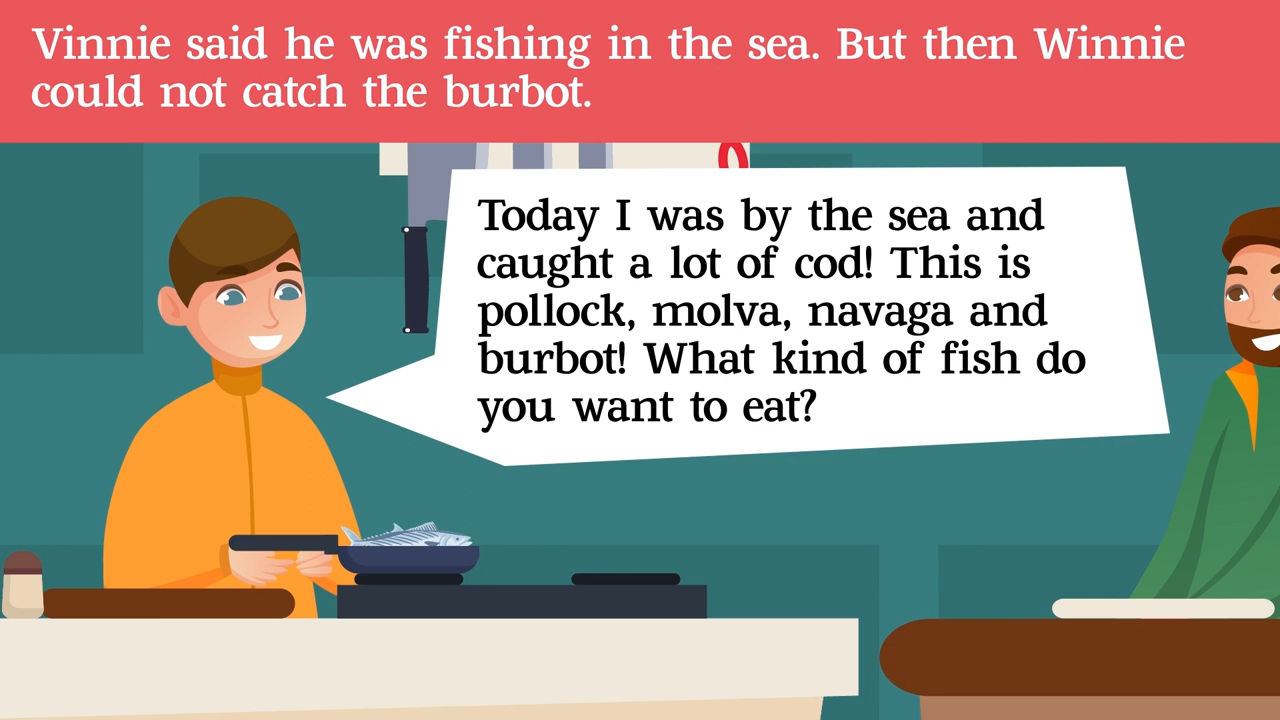 Vinnie said he was fishing in the sea. But then Winnie
could not catch the burbot.
Today I was by the sea and
caught a lot of cod! This is
pollock, molva, navaga and
burbot! What kind of fish do
you want to eat?